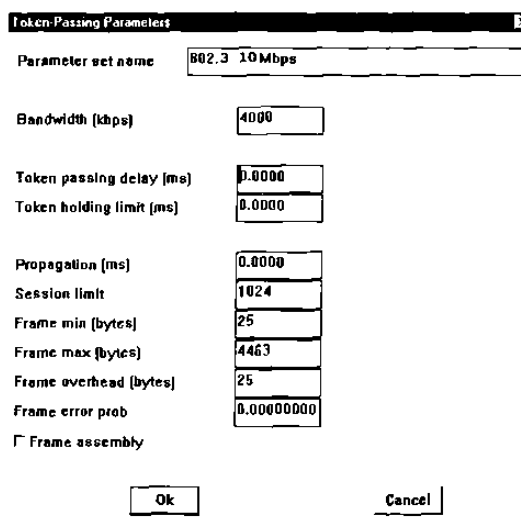 Token-Passing Parameters
Parameter set name 802.3 10 Mbps
Bandwidth (kbps) 4000
Token passing delay (ms) 0.0000
Token holding limit (ms) 0.0000
Propagation (ms) 0.0000
Session limit 1024
Frame min (bytes) 25
Frame max (bytes) 4463
Frame overhead (bytes) 25
Frame error prob 0.00000000
Frame assembly
Ok Cancel